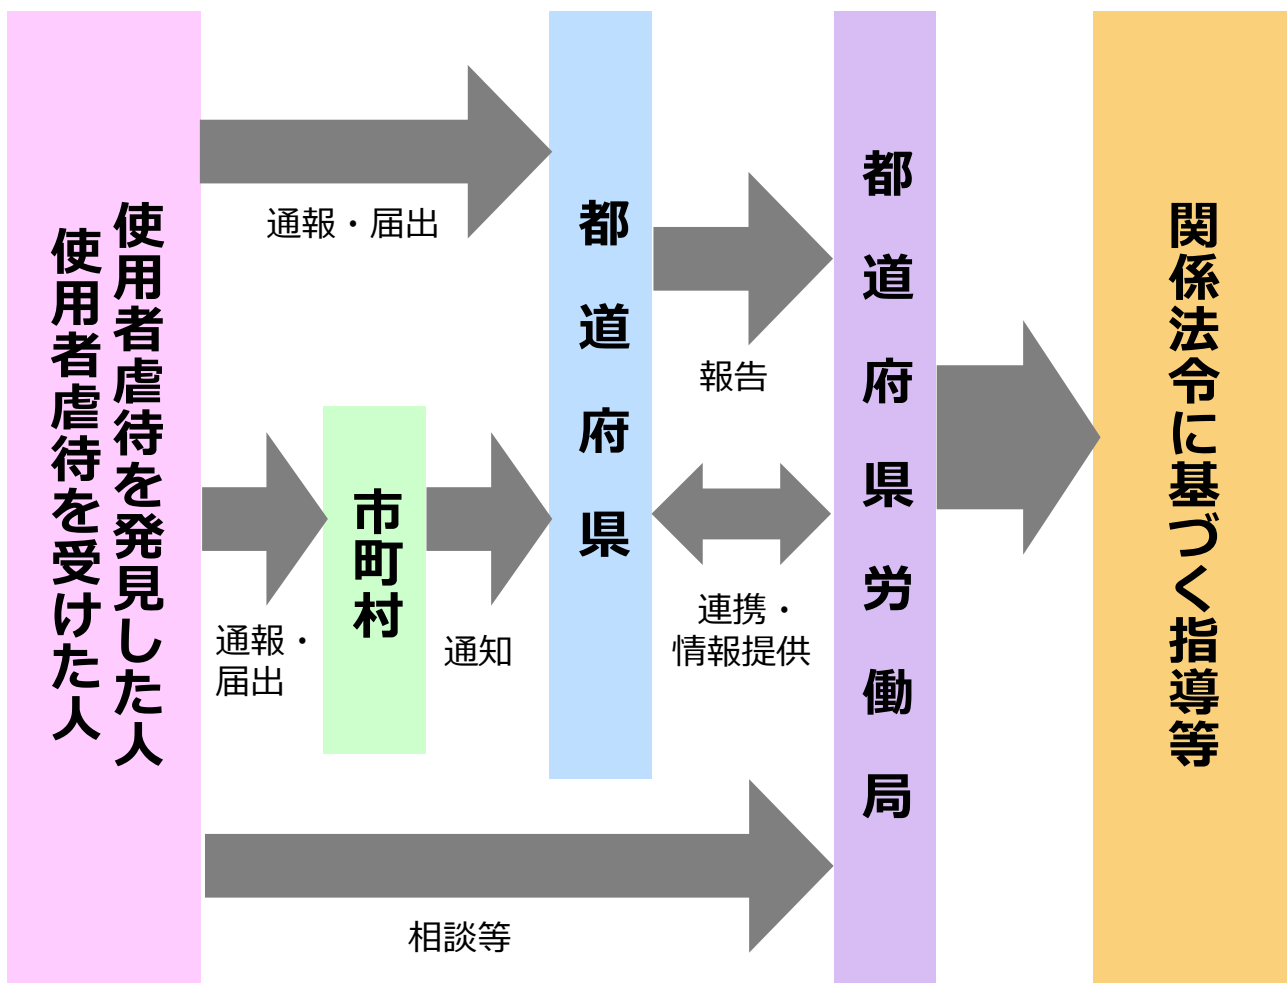 使用者虐待を発見した人
使用者虐待を受けた人
通報・届出
通報・
届出
市町村
通知
都道府県
報告
連携・
情報提供
相談等
都道府県労働局
関係法令に基づく指導等